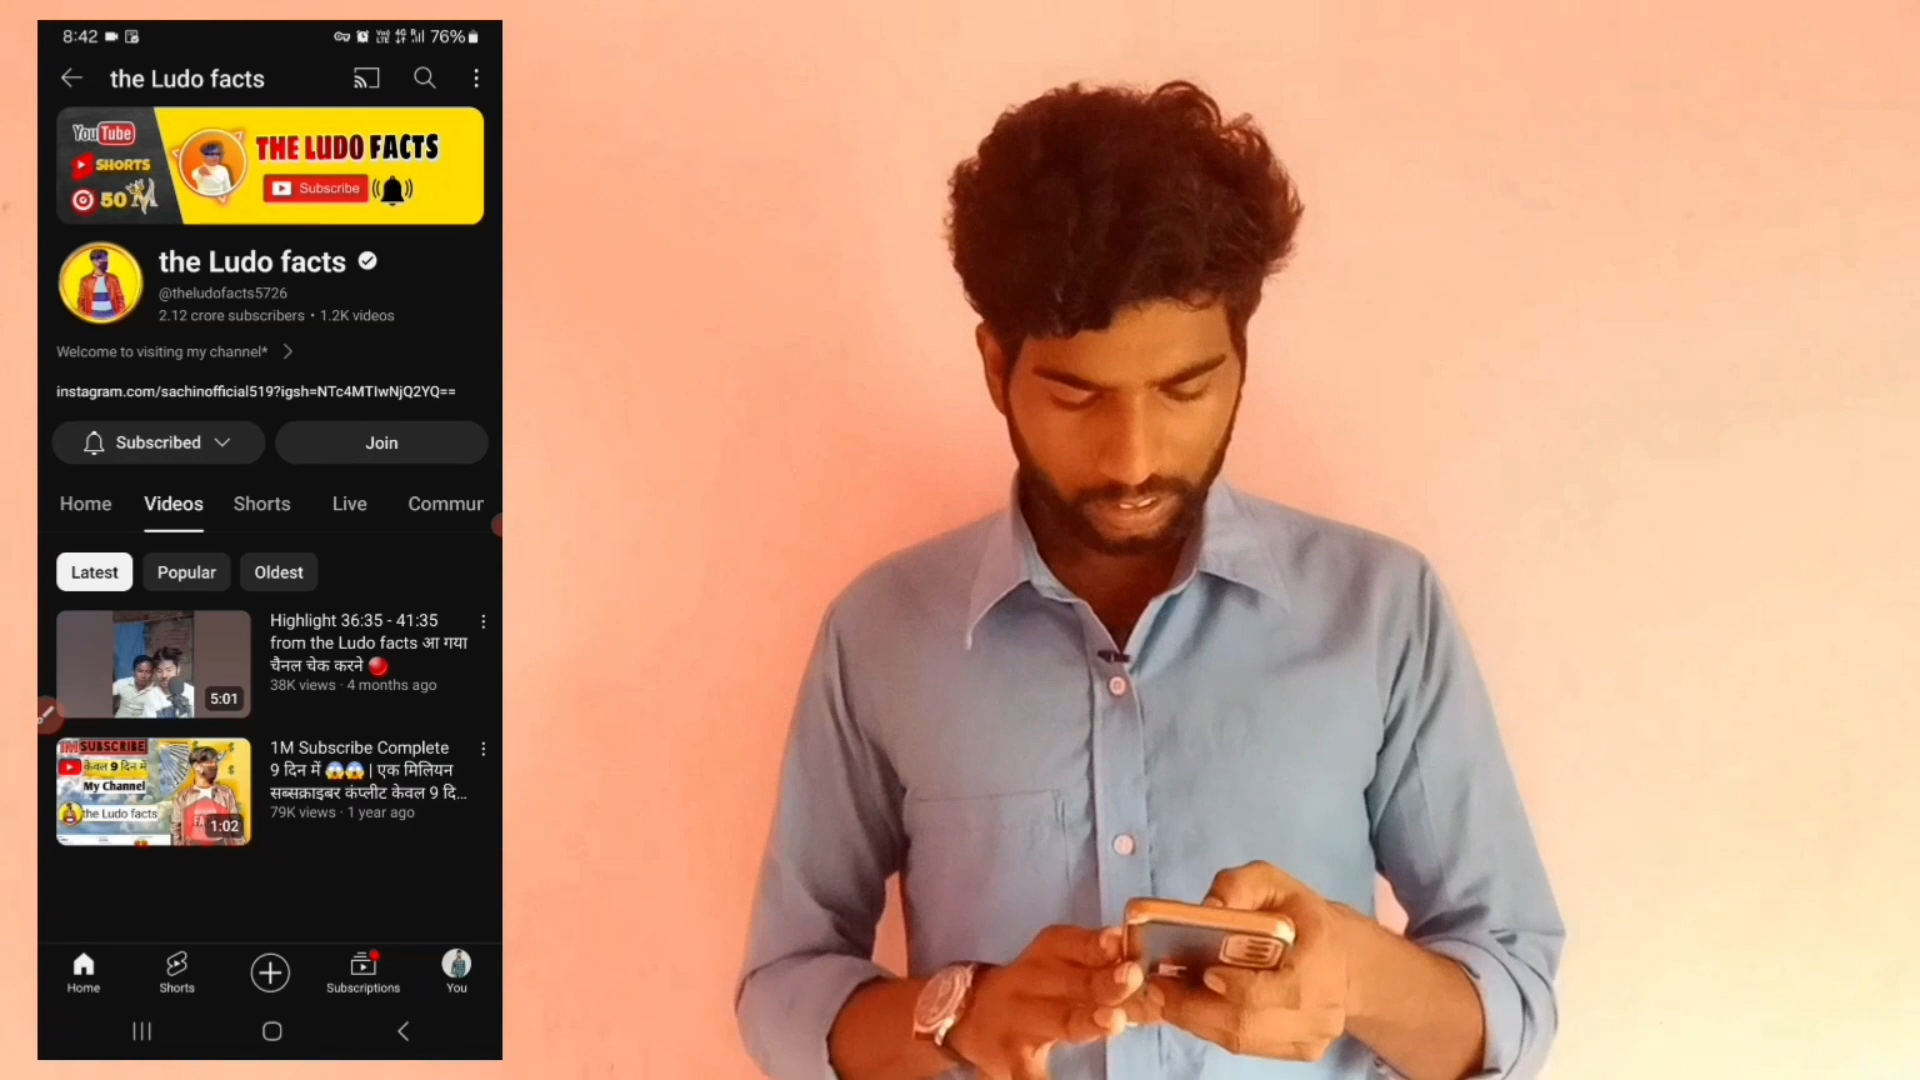 8:42
76%
the Ludo facts
YouTube
SHORTS
50M
THE LUDO FACTS
Subscribe
the Ludo facts
@theludofacts5726
2.12 crore subscribers • 1.2K videos
Welcome to visiting my channel*
instagram.com/sachinofficial519?igsh=NTc4MTIwNjQ2YQ==
Subscribed
Join
Home Videos Shorts Live Commun
Latest Popular Oldest
Highlight 36:35 - 41:35
from the Ludo facts आ गया
चैनल चेक करने 🔴
38K views · 4 months ago
5:01
1M SUBSCRIBE
केवल 9 दिन में
My Channel
the Ludo facts
FA
1:02
1M Subscribe Complete
9 दिन में 😱😱 | एक मिलियन
सब्सक्राइबर कंप्लीट केवल 9 दि...
79K views · 1 year ago
Home Shorts Subscriptions You